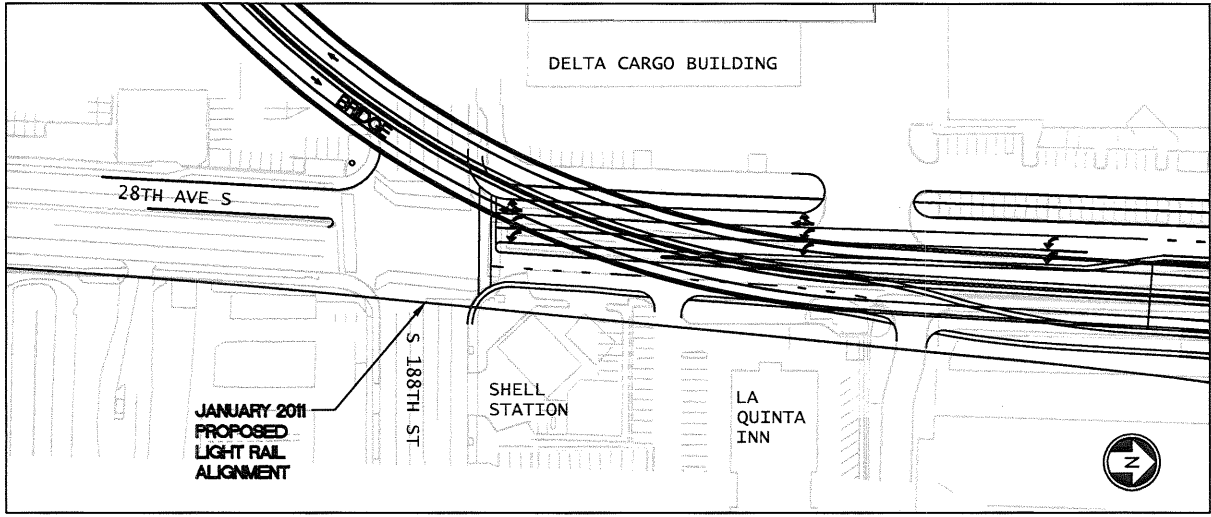 DELTA CARGO BUILDING
BRIDGE
28TH AVE S
S 188TH ST
JANUARY 2011
PROPOSED
LIGHT RAIL
ALIGNMENT
SHELL
STATION
LA
QUINTA
INN
N